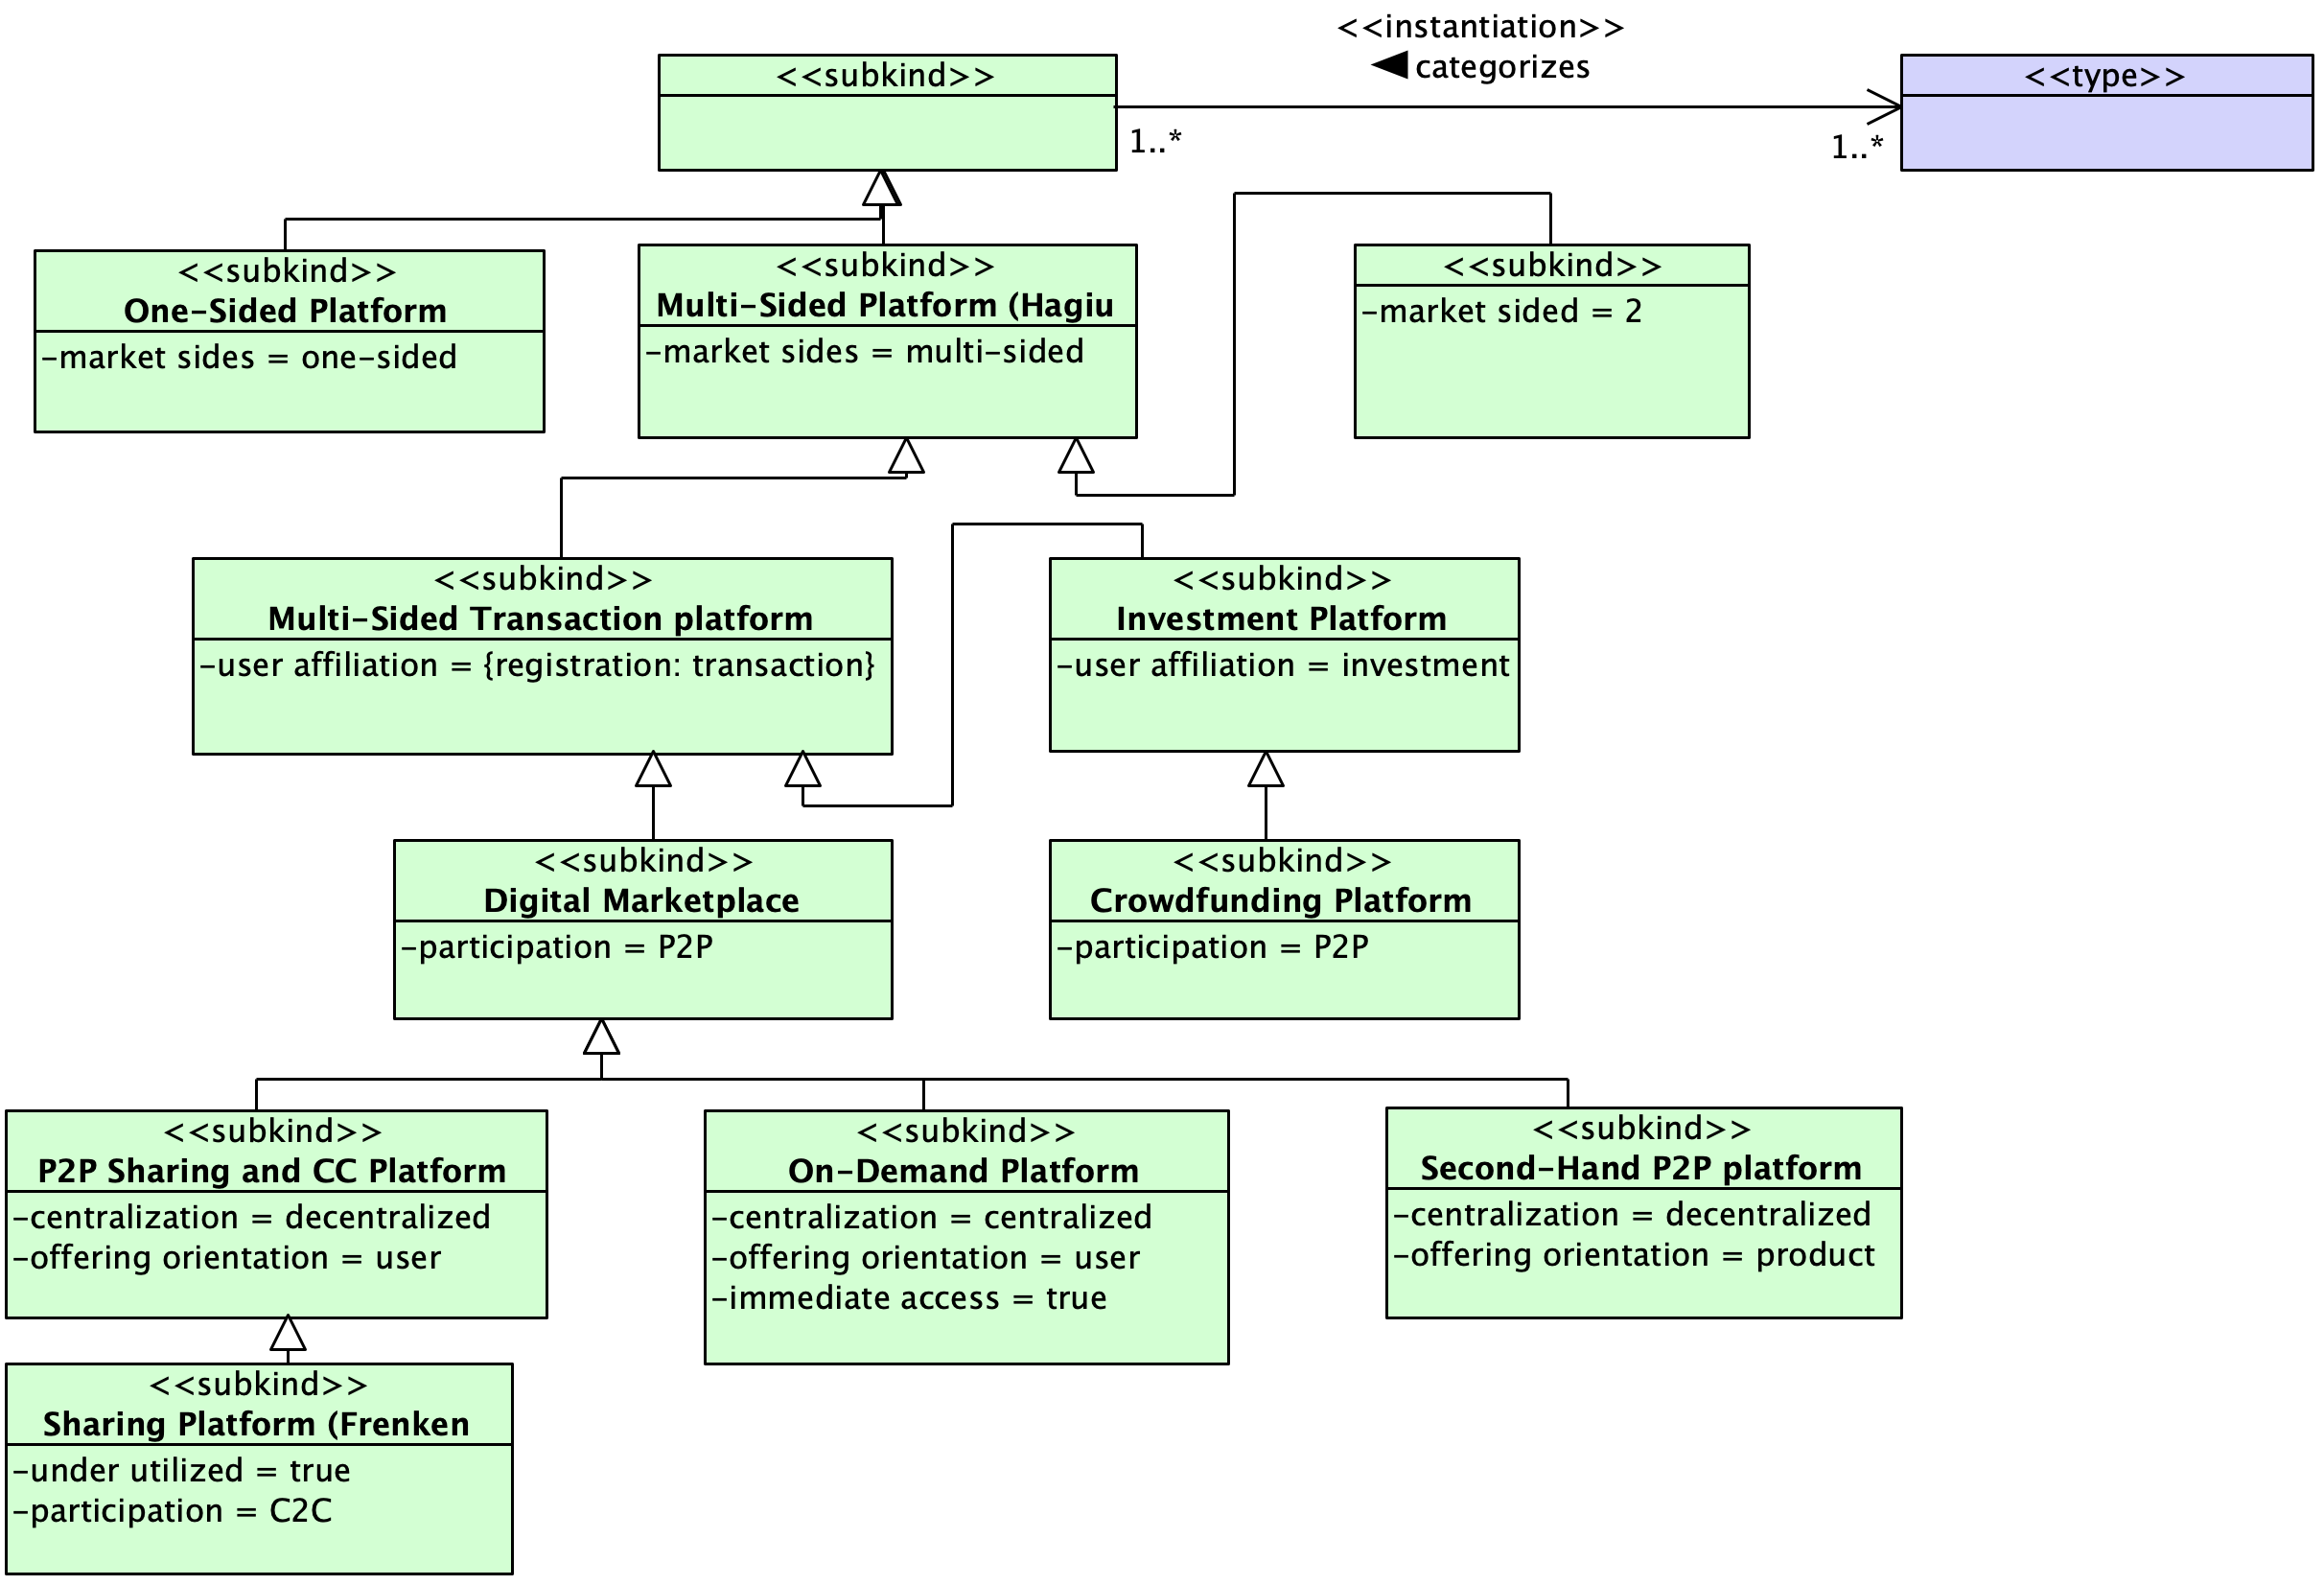 <<instantiation>>
categorizes
<<subkind>>
<<type>>
1..*
1..*
<<subkind>>
One-Sided Platform
-market sides = one-sided
<<subkind>>
Multi-Sided Platform (Hagiu
-market sides = multi-sided
<<subkind>>
-market sided = 2
<<subkind>>
Multi-Sided Transaction platform
-user affiliation = {registration: transaction}
<<subkind>>
Investment Platform
-user affiliation = investment
<<subkind>>
Digital Marketplace
-participation = P2P
<<subkind>>
Crowdfunding Platform
-participation = P2P
<<subkind>>
P2P Sharing and CC Platform
-centralization = decentralized
-offering orientation = user
<<subkind>>
On-Demand Platform
-centralization = centralized
-offering orientation = user
-immediate access = true
<<subkind>>
Second-Hand P2P platform
-centralization = decentralized
-offering orientation = product
<<subkind>>
Sharing Platform (Frenken
-under utilized = true
-participation = C2C